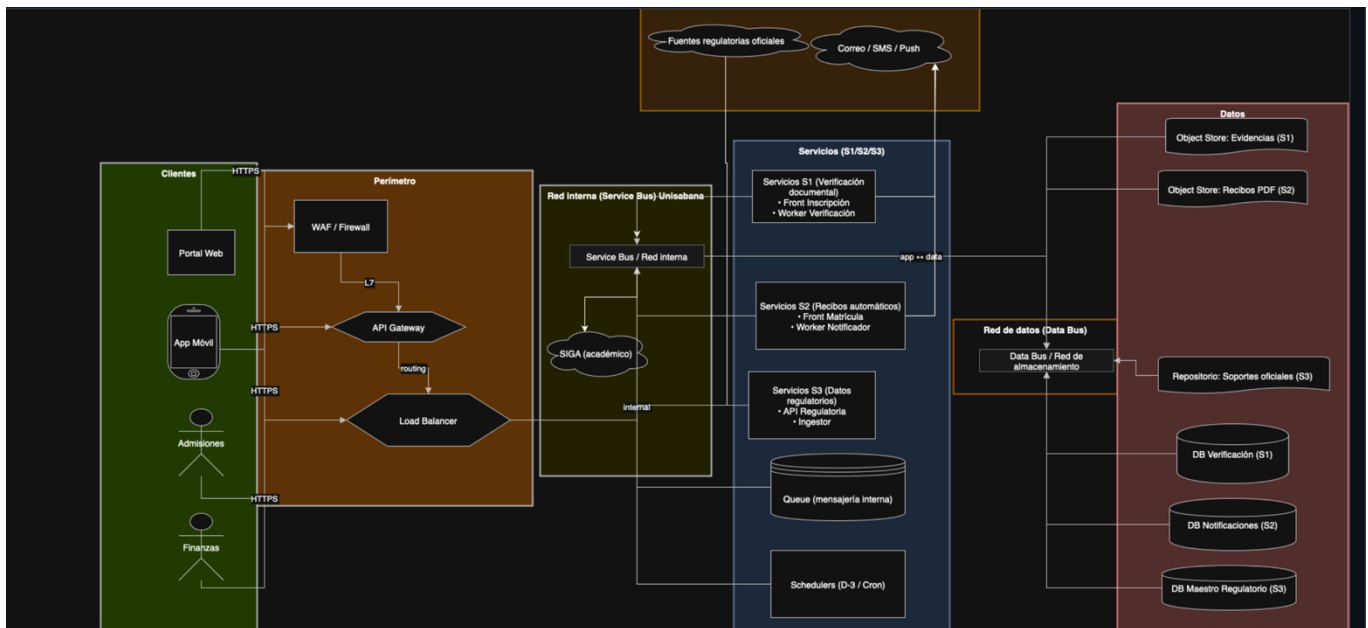 Fuentes regulatorias oficiales
Correo / SMS / Push
Clientes
HTTPS
Portal Web
App Móvil
HTTPS
HTTPS
Admisiones
HTTPS
Finanzas
Perímetro
WAF / Firewall
L7
API Gateway
routing
Load Balancer
Red interna (Service Bus) Unisabana
Service Bus / Red interna
SIGA (académico)
internal
Servicios (S1/S2/S3)
Servicios S1 (Verificación
documental)
• Front Inscripción
• Worker Verificación
app ↔ data
Servicios S2 (Recibos automáticos)
• Front Matrícula
• Worker Notificador
Servicios S3 (Datos
regulatorios)
• API Regulatoria
• Ingestor
Queue (mensajería interna)
Schedulers (D-3 / Cron)
Red de datos (Data Bus)
Data Bus / Red de
almacenamiento
Datos
Object Store: Evidencias (S1)
Object Store: Recibos PDF (S2)
Repositorio: Soportes oficiales (S3)
DB Verificación (S1)
DB Notificaciones (S2)
DB Maestro Regulatorio (S3)